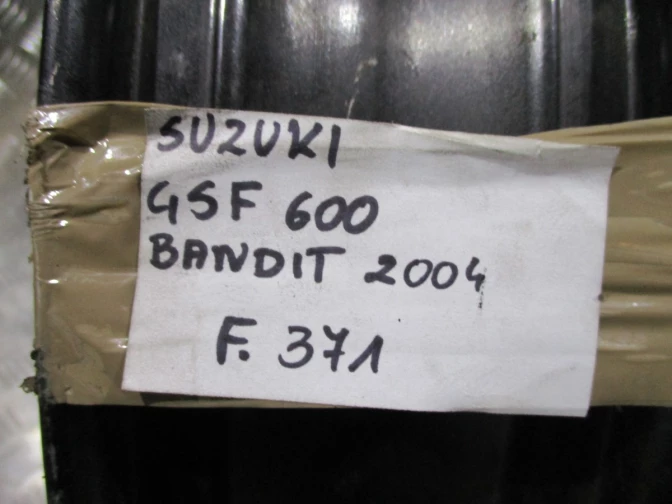 SUZUKI
GSF 600
BANDIT 2004
F. 371